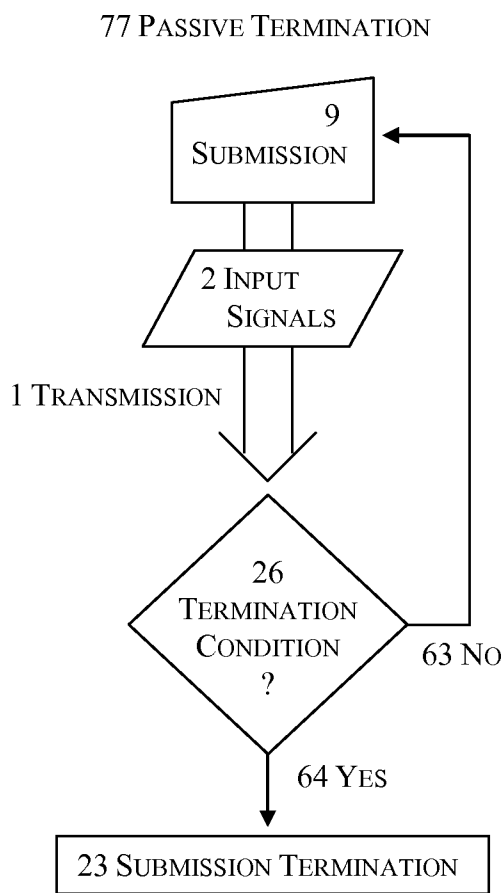 77 PASSIVE TERMINATION
9
SUBMISSION
2 INPUT
SIGNALS
1 TRANSMISSION
26
TERMINATION
CONDITION
?
63 NO
64 YES
23 SUBMISSION TERMINATION